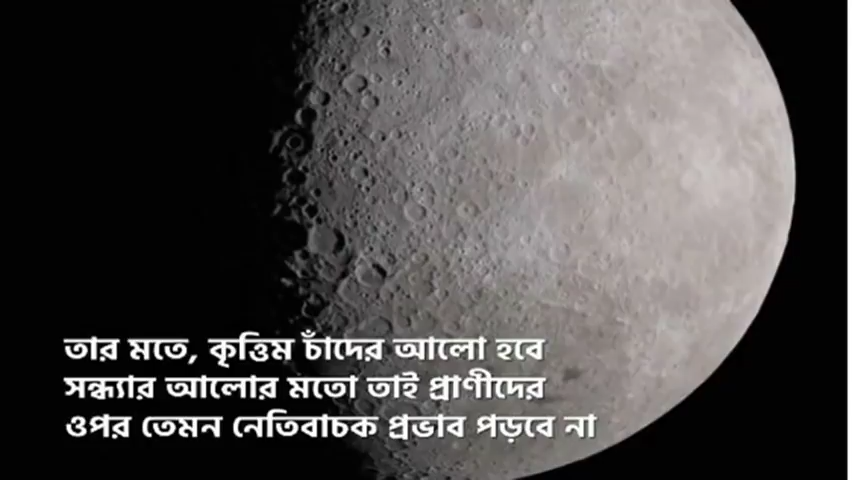 তার মতে, কৃত্তিম চাঁদের আলো হবে
সন্ধ্যার আলোর মতো তাই প্রাণীদের
ওপর তেমন নেতিবাচক প্রভাব পড়বে না